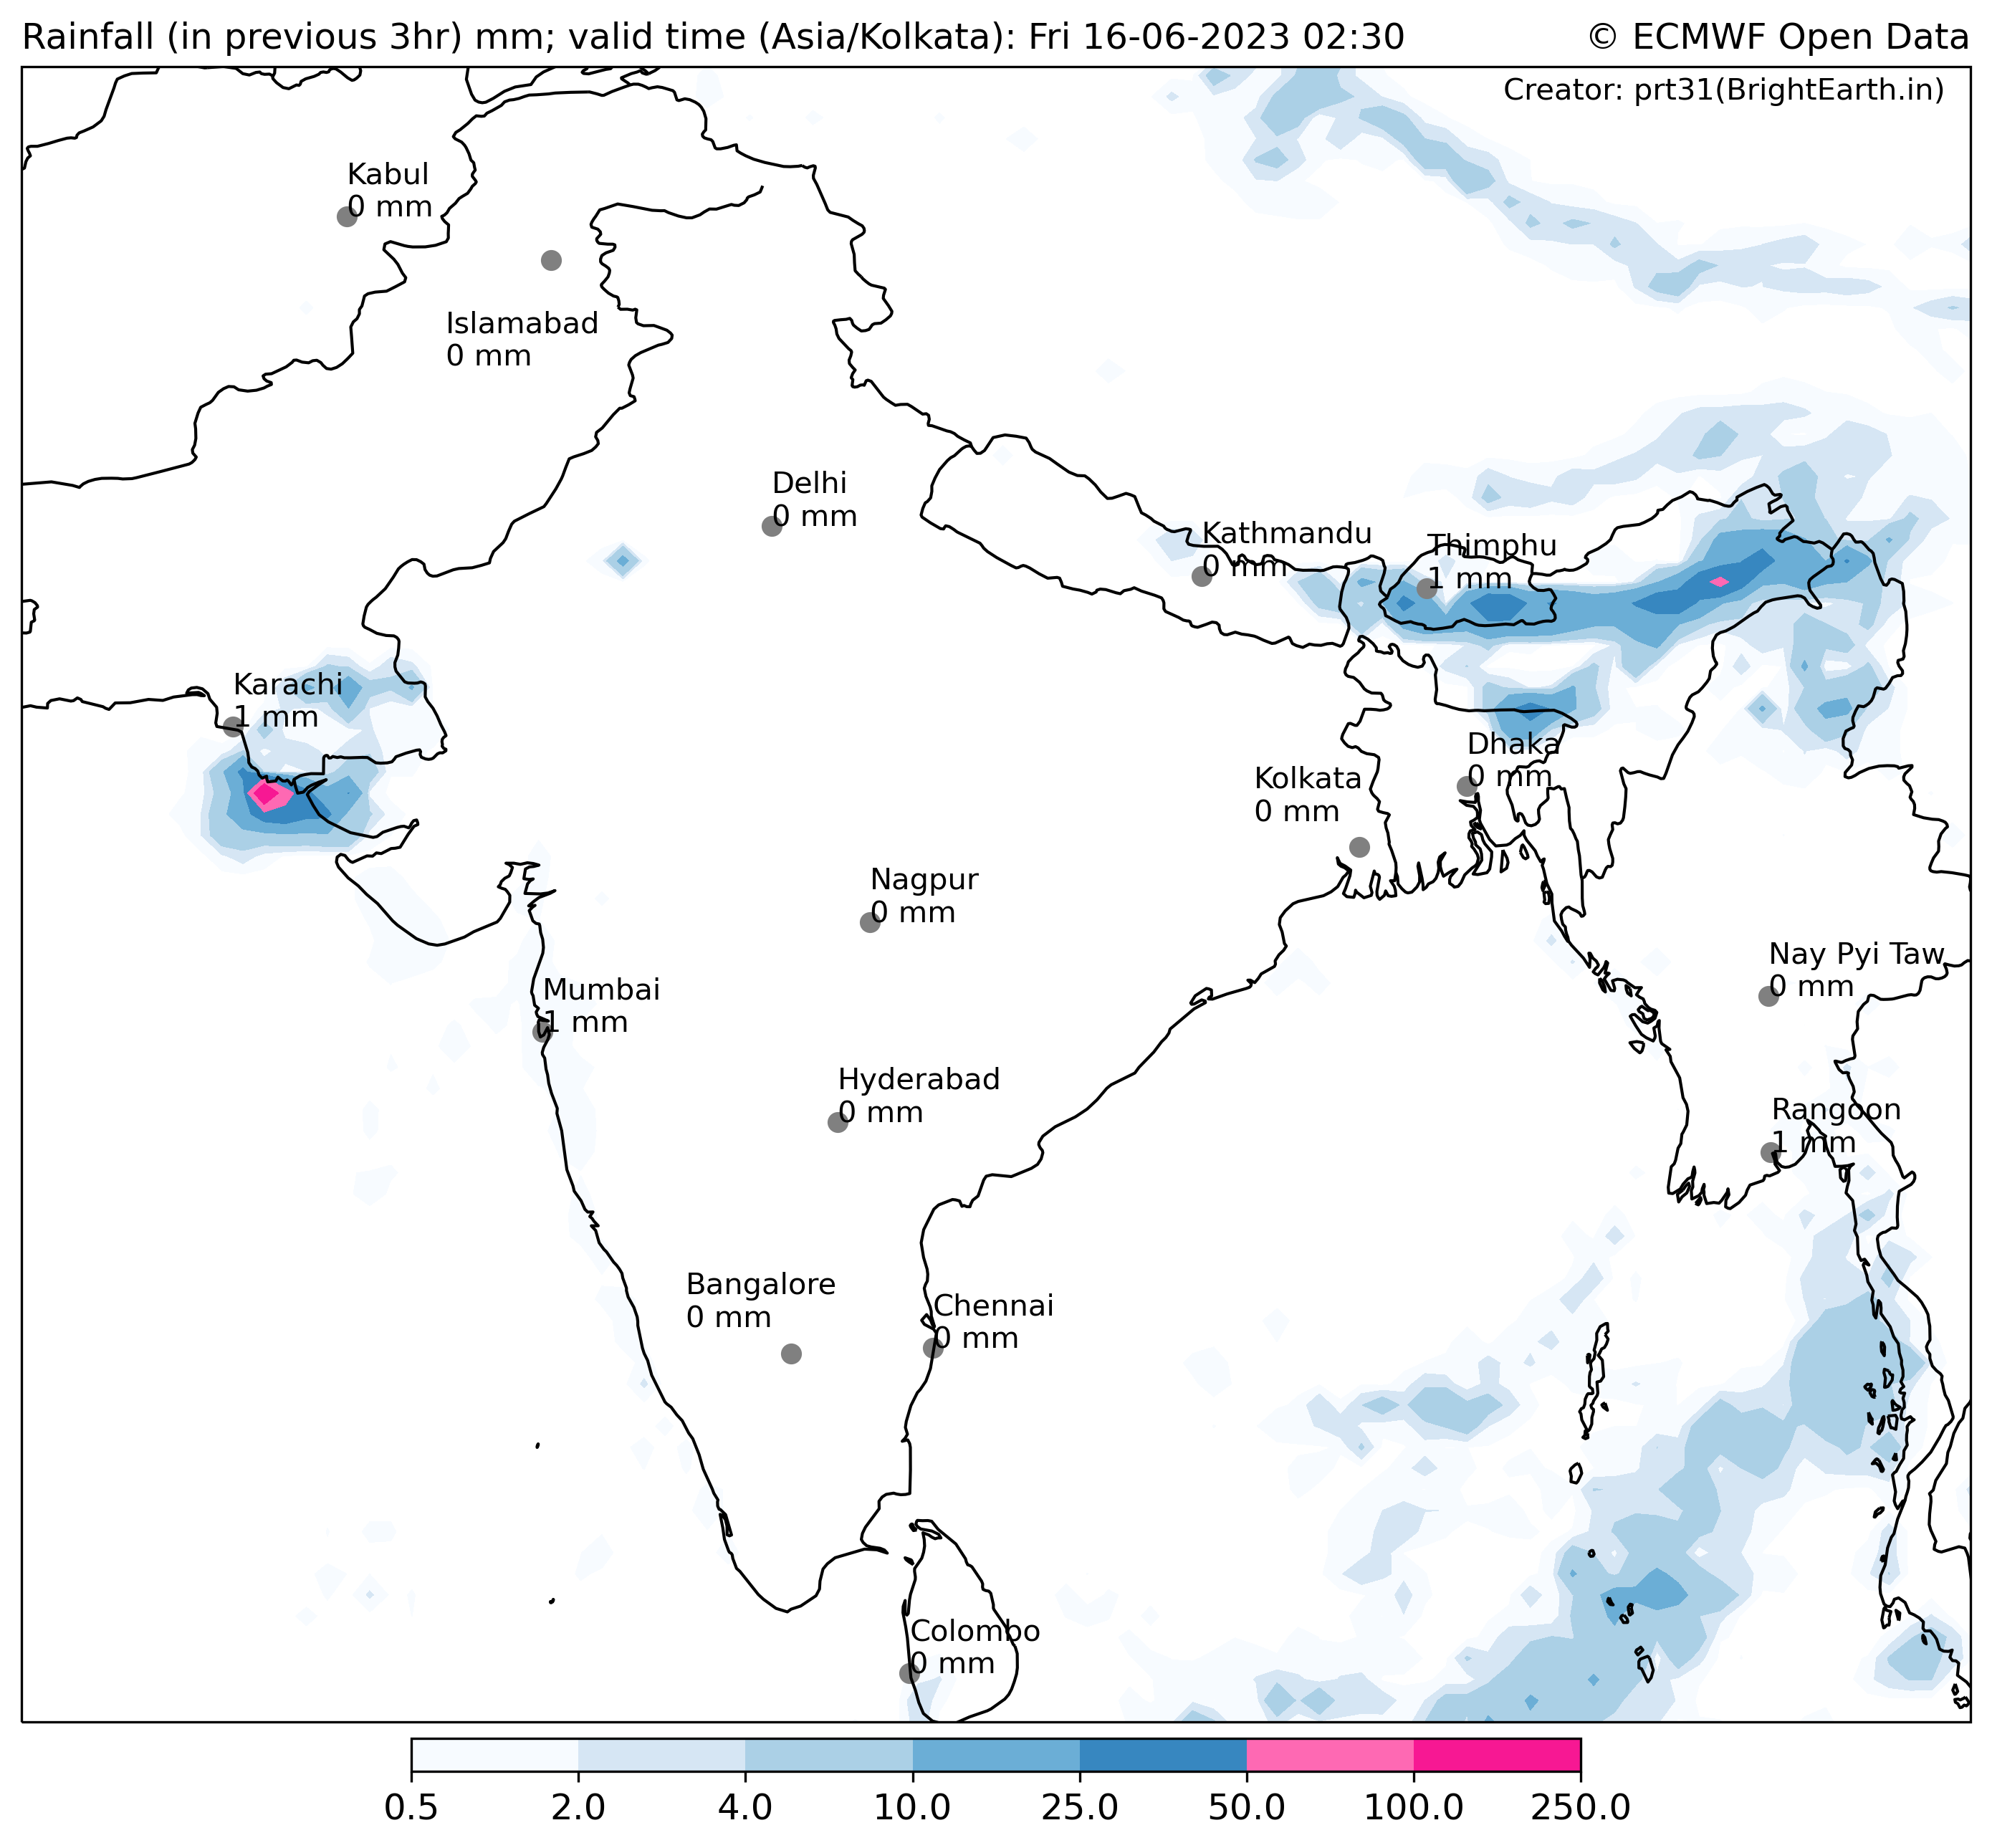 Rainfall (in previous 3hr) mm; valid time (Asia/Kolkata): Fri 16-06-2023 02:30
© ECMWF Open Data
Creator: prt31(BrightEarth.in)
Kabul
0 mm
Islamabad
0 mm
Delhi
0 mm
Kathmandu
0 mm
Thimphu
1 mm
Karachi
1 mm
Dhaka
0 mm
Kolkata
0 mm
Nagpur
0 mm
Nay Pyi Taw
0 mm
Mumbai
1 mm
Hyderabad
0 mm
Rangoon
1 mm
Bangalore
0 mm
Chennai
0 mm
Colombo
0 mm
0.5 2.0 4.0 10.0 25.0 50.0 100.0 250.0